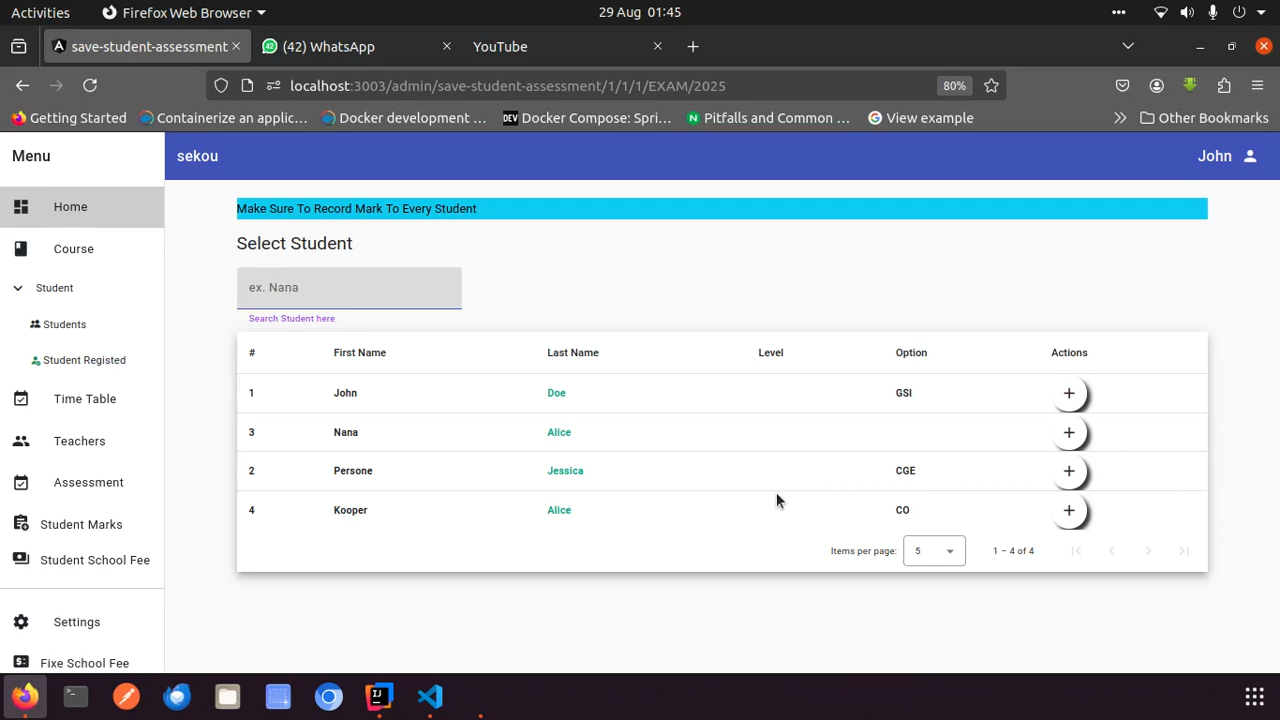 Activities
Firefox Web Browser
29 Aug 01:45
save-student-assessment
(42) WhatsApp
YouTube
localhost:3003/admin/save-student-assessment/1/1/1/EXAM/2025
80%
Getting Started
Containerize an applic...
Docker development ...
DEV
Docker Compose: Spri...
Pitfalls and Common ...
View example
Other Bookmarks
Menu
sekou
John
Home
Course
Student
Students
Student Registed
Time Table
Teachers
Assessment
Student Marks
Student School Fee
Settings
Fixe School Fee
Make Sure To Record Mark To Every Student
Select Student
ex. Nana
Search Student here
# First Name Last Name Level Option Actions
1 John Doe GSI +
3 Nana Alice +
2 Persone Jessica CGE +
4 Kooper Alice CO +
Items per page: 5 1 – 4 of 4